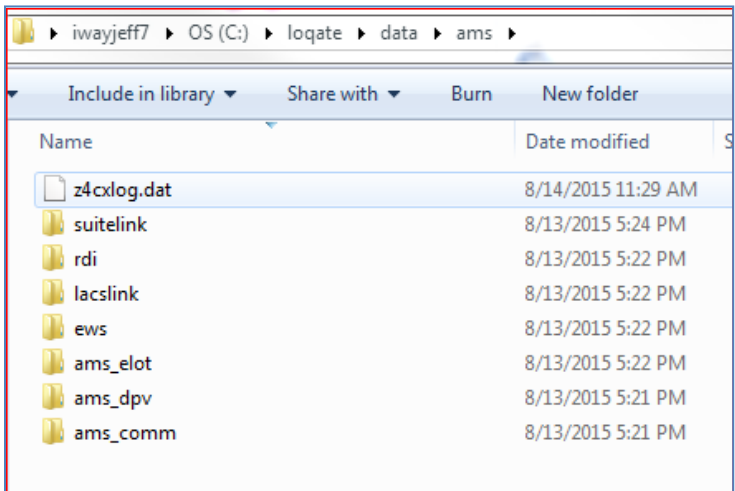 iwayjeff7 ▸ OS (C:) ▸ loqate ▸ data ▸ ams ▸
Include in library ▼ Share with ▼ Burn New folder
Name Date modified S
z4cxlog.dat 8/14/2015 11:29 AM
suitelink 8/13/2015 5:24 PM
rdi 8/13/2015 5:22 PM
lacslink 8/13/2015 5:22 PM
ews 8/13/2015 5:22 PM
ams_elot 8/13/2015 5:22 PM
ams_dpv 8/13/2015 5:21 PM
ams_comm 8/13/2015 5:21 PM